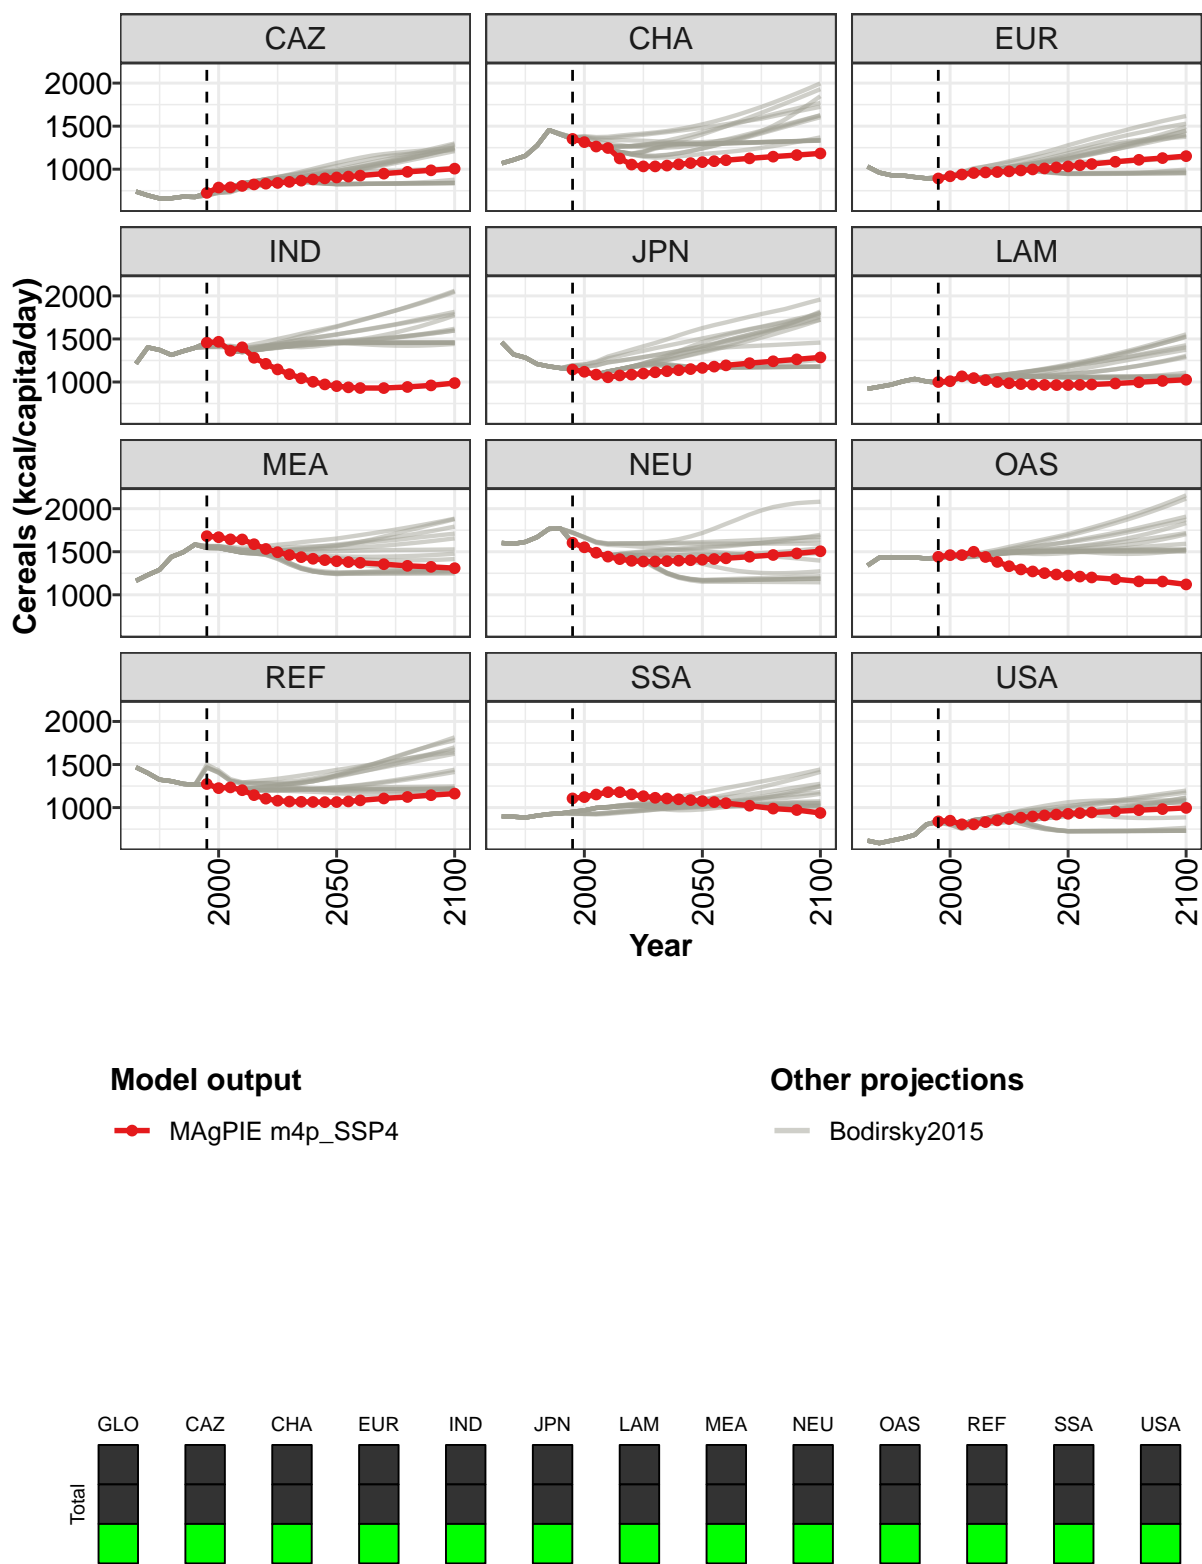 CAZ CHA EUR
2000
1500
1000
IND JPN LAM
2000
1500
1000
MEA NEU OAS
2000
1500
1000
REF SSA USA
2000
1500
1000
Cereals (kcal/capita/day)
2000 2050 2100 2000 2050 2100 2000 2050 2100
Year
Model output Other projections
MAgPIE m4p_SSP4 Bodirsky2015
GLO CAZ CHA EUR IND JPN LAM MEA NEU OAS REF SSA USA
Total